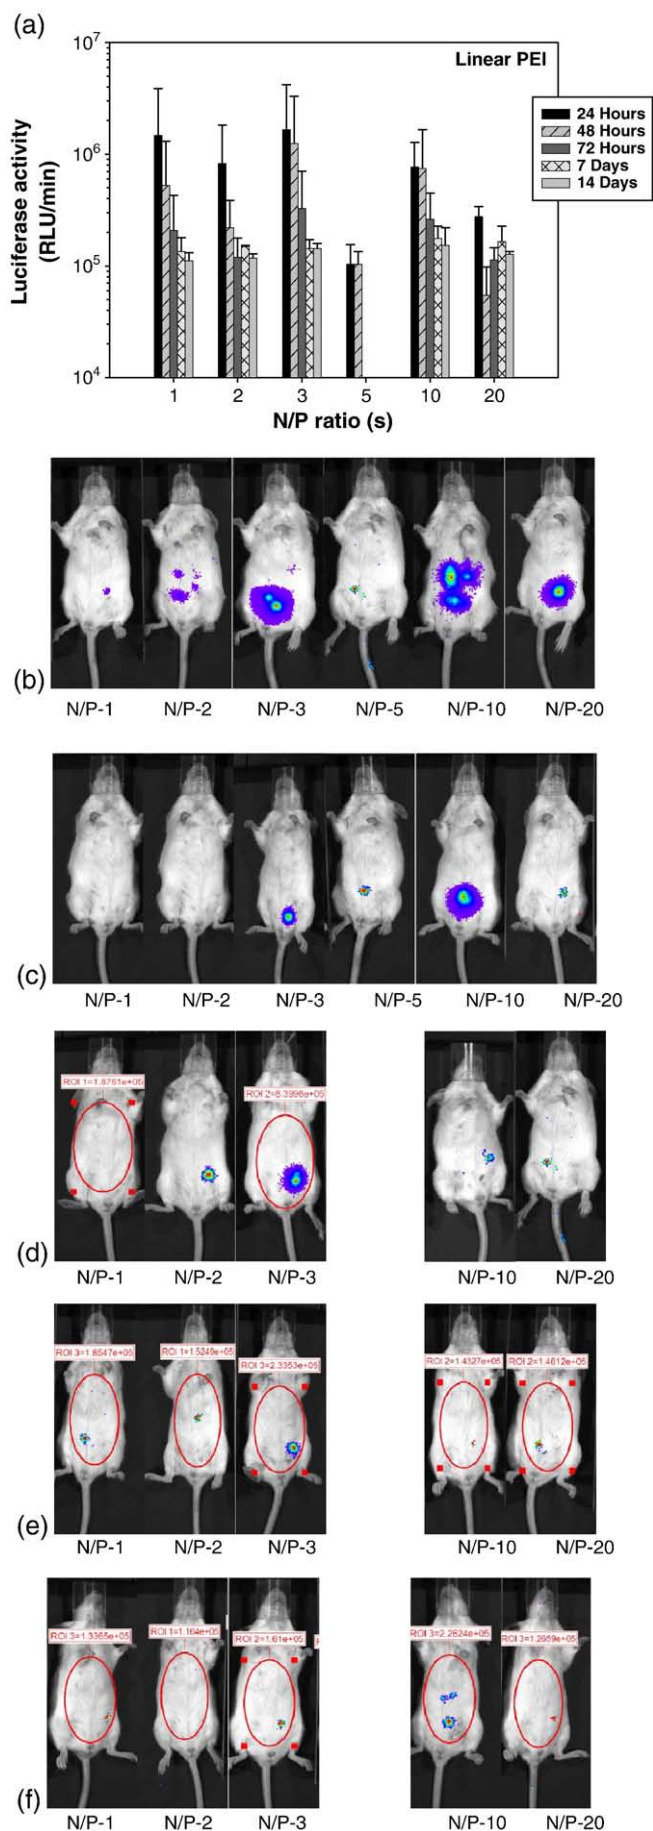 (a)
10^7
10^6
10^5
10^4
Luciferase activity
(RLU/min)
Linear PEI
24 Hours
48 Hours
72 Hours
7 Days
14 Days
1 2 3 5 10 20
N/P ratio (s)
(b)
N/P-1 N/P-2 N/P-3 N/P-5 N/P-10 N/P-20
(c)
N/P-1 N/P-2 N/P-3 N/P-5 N/P-10 N/P-20
ROI 1=1.8761e+05
ROI 2=8.3998e+05
(d)
N/P-1 N/P-2 N/P-3 N/P-10 N/P-20
ROI 3=1.8547e+05
ROI 1=1.5249e+05
ROI 3=2.3353e+05
ROI 2=1.4327e+05
ROI 2=1.4612e+05
(e)
N/P-1 N/P-2 N/P-3 N/P-10 N/P-20
ROI 3=1.3365e+05
ROI 1=1.164e+05
ROI 2=1.61e+05
ROI 3=2.2624e+05
ROI 3=1.2659e+05
(f)
N/P-1 N/P-2 N/P-3 N/P-10 N/P-20